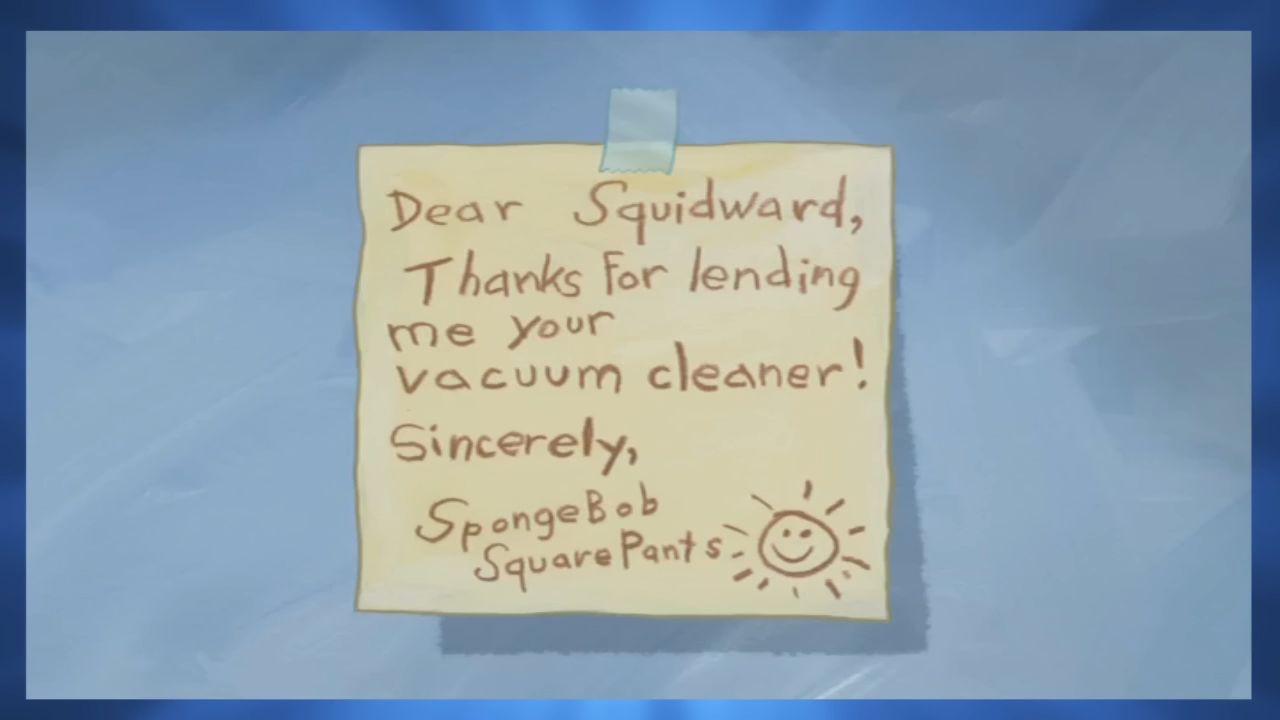 Dear Squidward,
Thanks for lending
me your
vacuum cleaner!
Sincerely,
SpongeBob
SquarePants